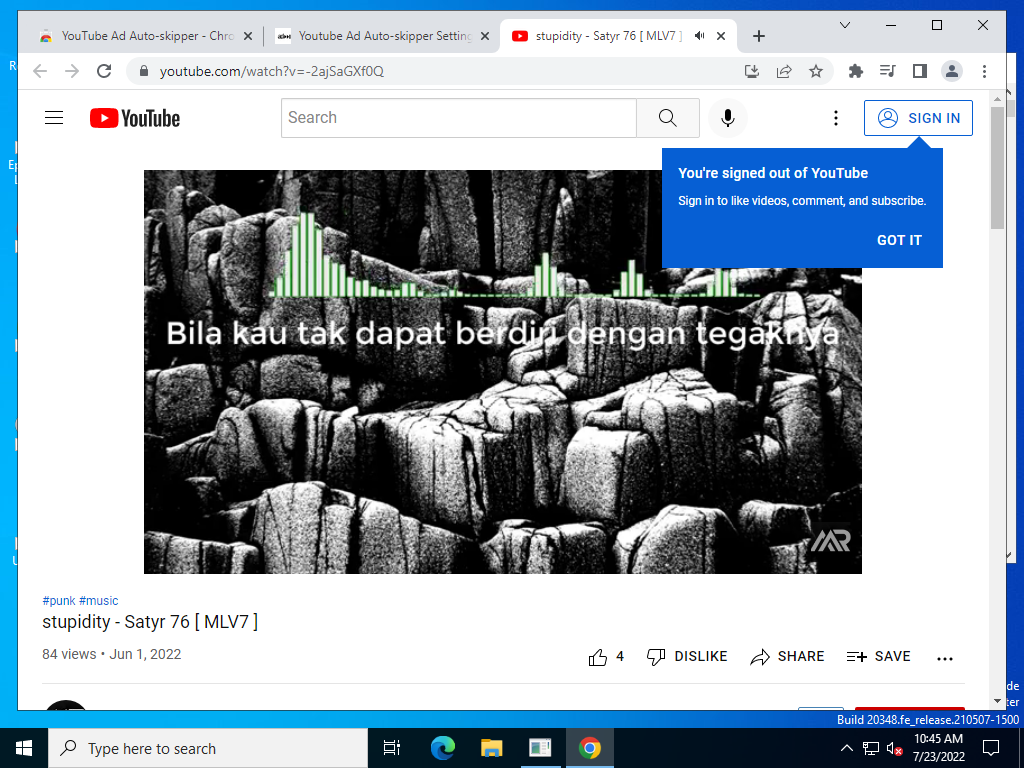 YouTube Ad Auto-skipper - Chro
Youtube Ad Auto-skipper Setting
stupidity - Satyr 76 [ MLV7 ]
youtube.com/watch?v=-2ajSaGXf0Q
YouTube
Search
SIGN IN
You're signed out of YouTube
Sign in to like videos, comment, and subscribe.
GOT IT
Bila kau tak dapat berdiri dengan tegaknya
MR
#punk #music
stupidity - Satyr 76 [ MLV7 ]
84 views • Jun 1, 2022
4
DISLIKE
SHARE
SAVE
Build 20348.fe_release.210507-1500
Type here to search
10:45 AM
7/23/2022